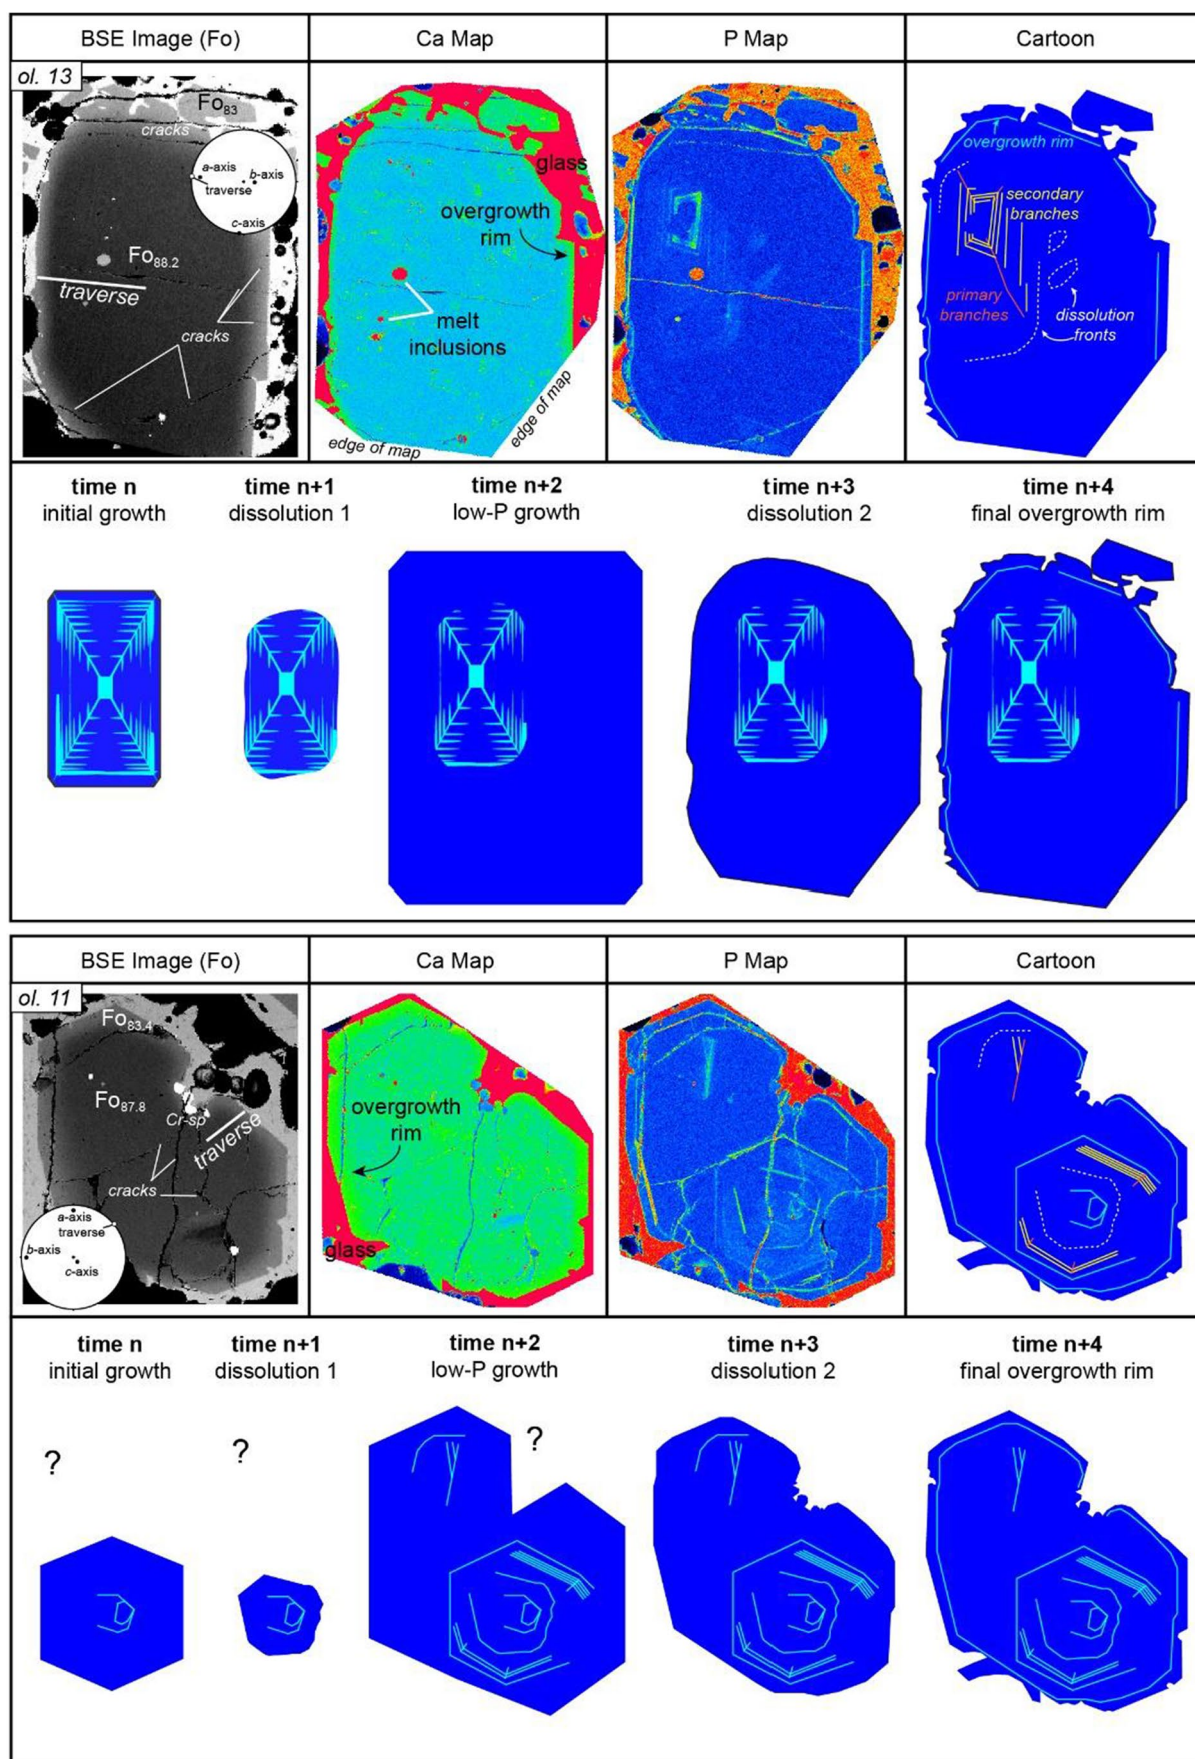 BSE Image (Fo)
Ca Map
P Map
Cartoon
ol. 13
Fo83
cracks
a-axis
b-axis
traverse
c-axis
Fo88.2
traverse
cracks
glass
overgrowth
rim
melt
inclusions
edge of map
edge of map
overgrowth rim
secondary
branches
primary
branches
dissolution
fronts
time n
initial growth
time n+1
dissolution 1
time n+2
low-P growth
time n+3
dissolution 2
time n+4
final overgrowth rim
BSE Image (Fo)
Ca Map
P Map
Cartoon
ol. 11
Fo83.4
Fo87.8
Cr-sp
traverse
cracks
a-axis
traverse
b-axis
c-axis
overgrowth
rim
glass
time n
initial growth
time n+1
dissolution 1
time n+2
low-P growth
time n+3
dissolution 2
time n+4
final overgrowth rim
?
?
?